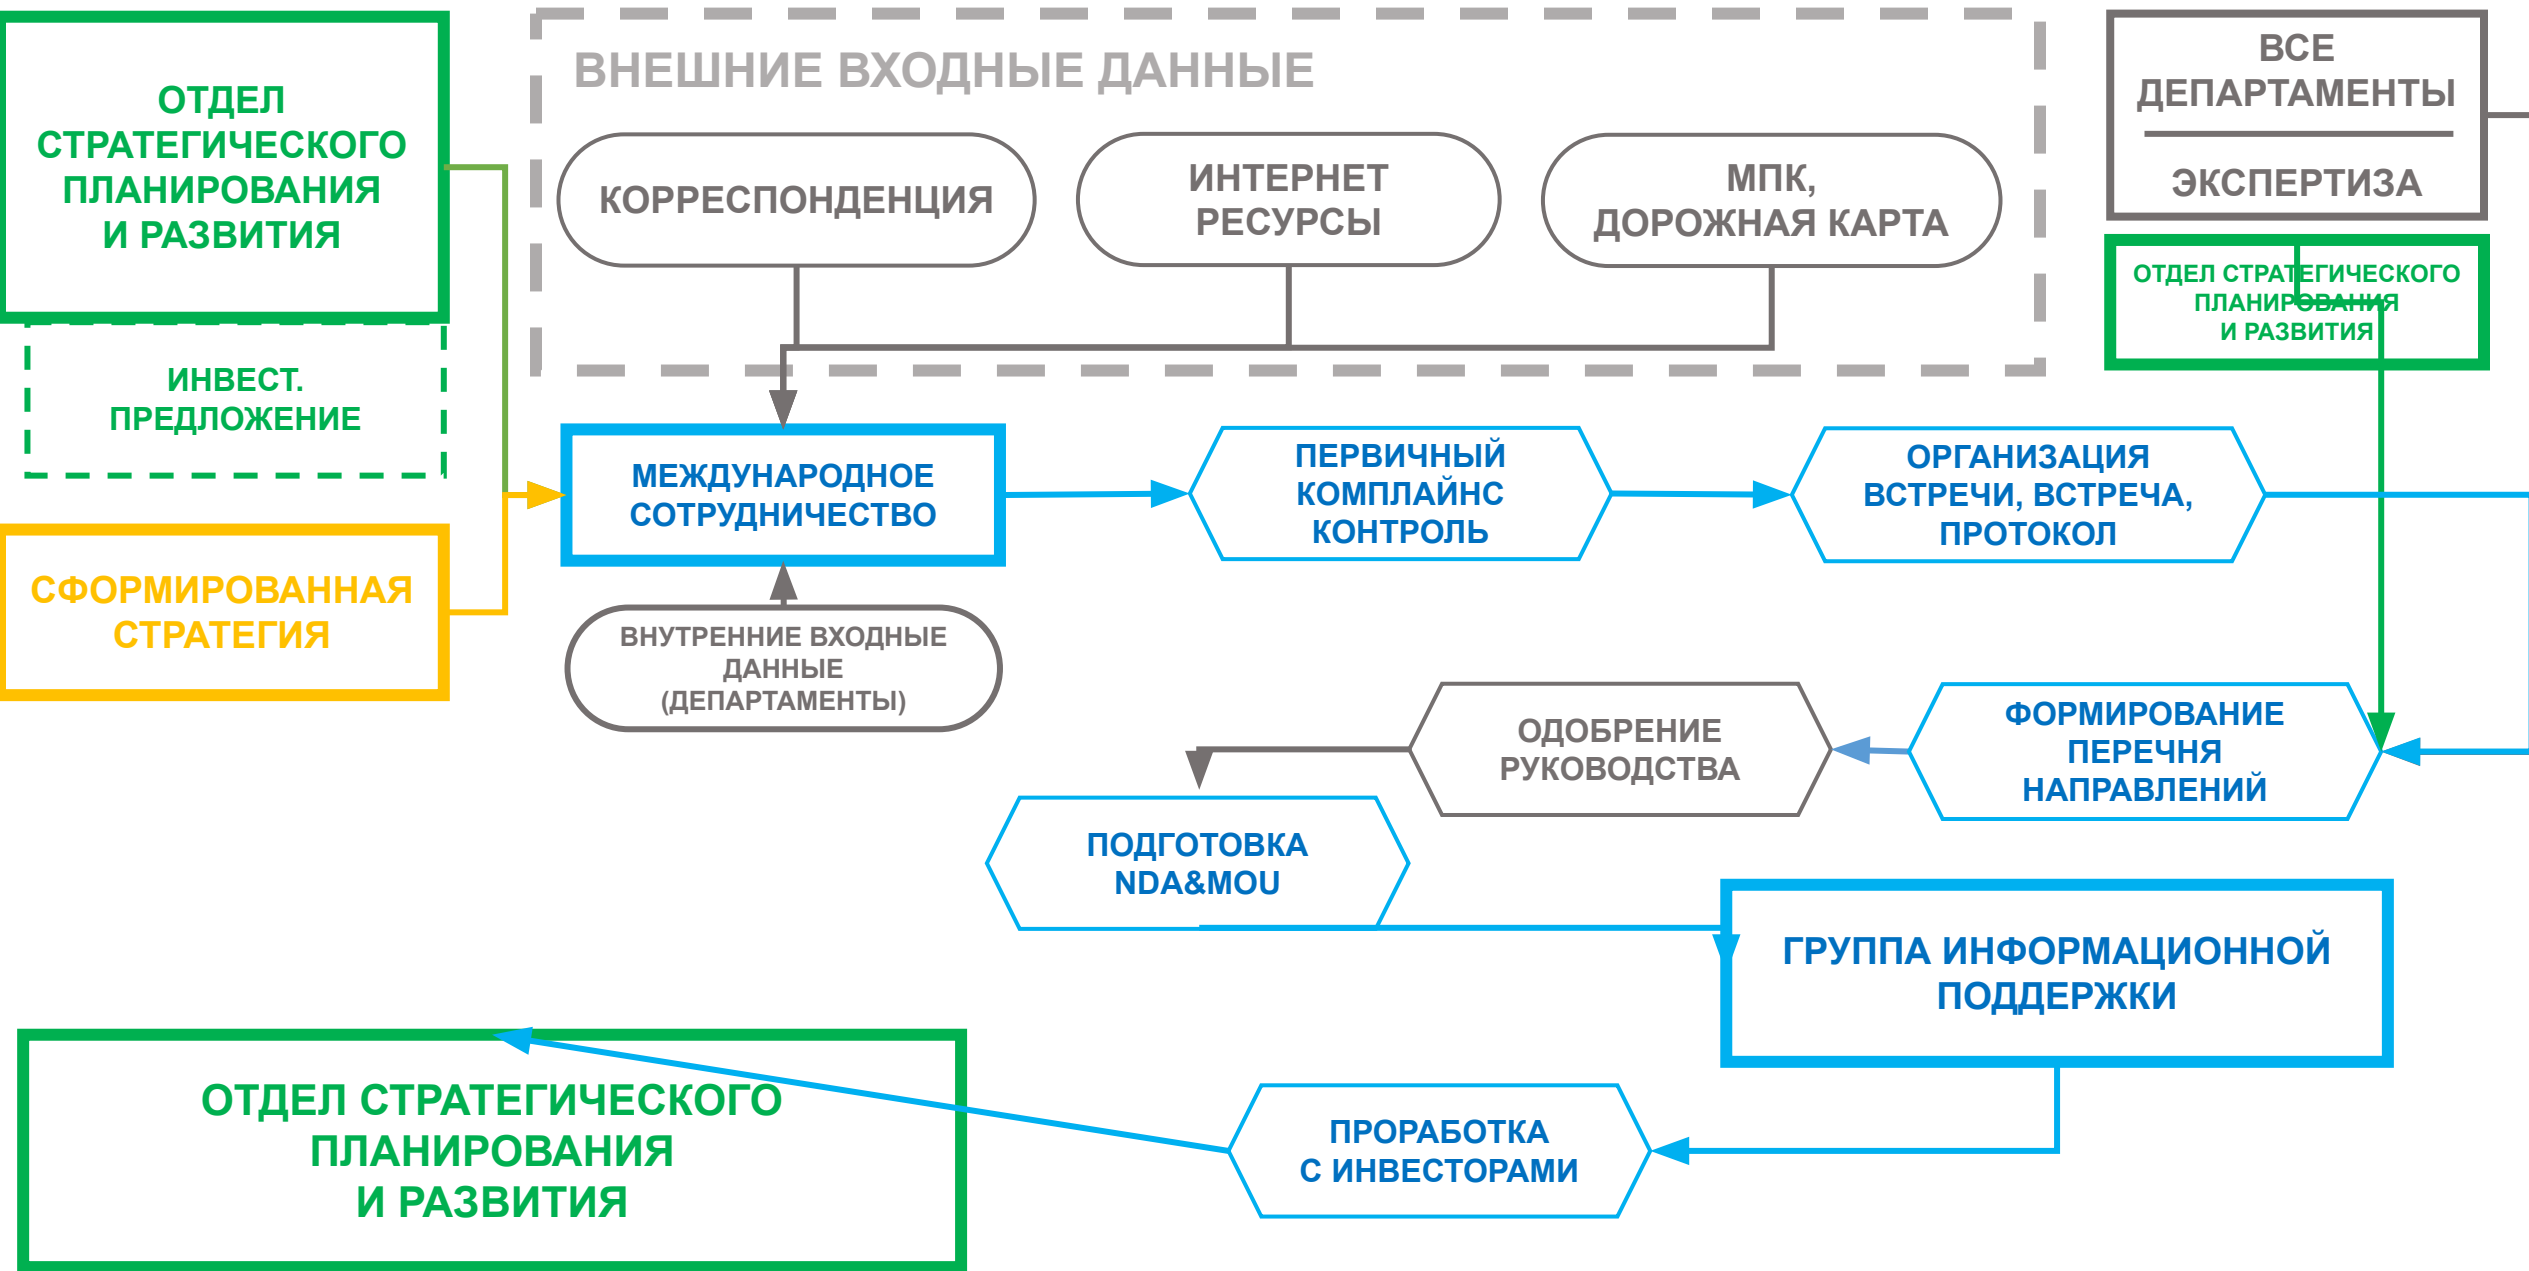 ОТДЕЛ
СТРАТЕГИЧЕСКОГО
ПЛАНИРОВАНИЯ
И РАЗВИТИЯ
ИНВЕСТ.
ПРЕДЛОЖЕНИЕ
СФОРМИРОВАННАЯ
СТРАТЕГИЯ
ВНЕШНИЕ ВХОДНЫЕ ДАННЫЕ
КОРРЕСПОНДЕНЦИЯ
ИНТЕРНЕТ
РЕСУРСЫ
МПК,
ДОРОЖНАЯ КАРТА
ВСЕ
ДЕПАРТАМЕНТЫ
ЭКСПЕРТИЗА
ОТДЕЛ СТРАТЕГИЧЕСКОГО
ПЛАНИРОВАНИЯ
И РАЗВИТИЯ
МЕЖДУНАРОДНОЕ
СОТРУДНИЧЕСТВО
ПЕРВИЧНЫЙ
КОМПЛАЙНС
КОНТРОЛЬ
ОРГАНИЗАЦИЯ
ВСТРЕЧИ, ВСТРЕЧА,
ПРОТОКОЛ
ВНУТРЕННИЕ ВХОДНЫЕ
ДАННЫЕ
(ДЕПАРТАМЕНТЫ)
ФОРМИРОВАНИЕ
ПЕРЕЧНЯ
НАПРАВЛЕНИЙ
ОДОБРЕНИЕ
РУКОВОДСТВА
ПОДГОТОВКА
NDA&MOU
ГРУППА ИНФОРМАЦИОННОЙ
ПОДДЕРЖКИ
ПРОРАБОТКА
С ИНВЕСТОРАМИ
ОТДЕЛ СТРАТЕГИЧЕСКОГО
ПЛАНИРОВАНИЯ
И РАЗВИТИЯ